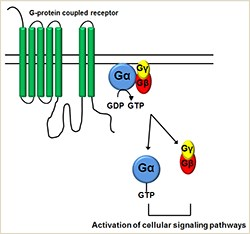 G-protein coupled receptor
Gα
Gγ
Gβ
GDP GTP
Gα
Gγ
Gβ
GTP
Activation of cellular signaling pathways